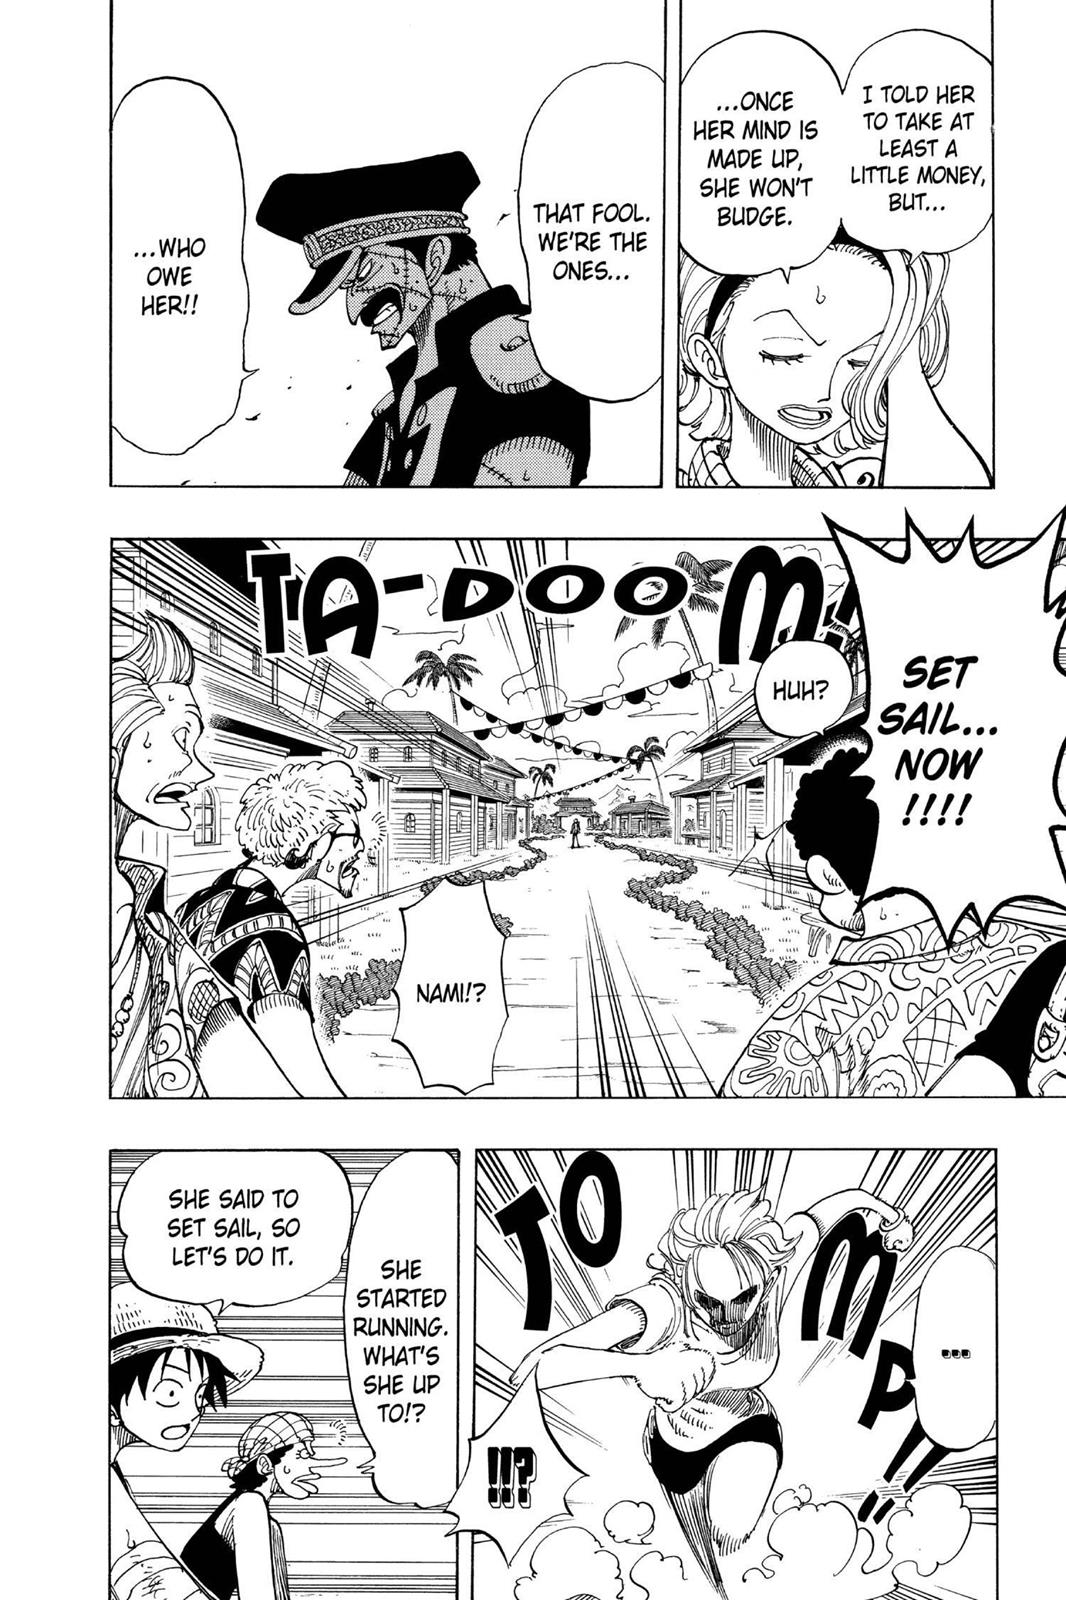 I TOLD HER
TO TAKE AT
LEAST A
LITTLE MONEY,
BUT...
...ONCE
HER MIND IS
MADE UP,
SHE WON'T
BUDGE.
THAT FOOL.
WE'RE THE
ONES...
...WHO
OWE
HER!!
SET
SAIL...
NOW
!!!!
TA-DOOM!!
HUH?
NAMI!?
...
TOMP!!
!!?
SHE
STARTED
RUNNING.
WHAT'S
SHE UP
TO!?
SHE SAID TO
SET SAIL, SO
LET'S DO IT.